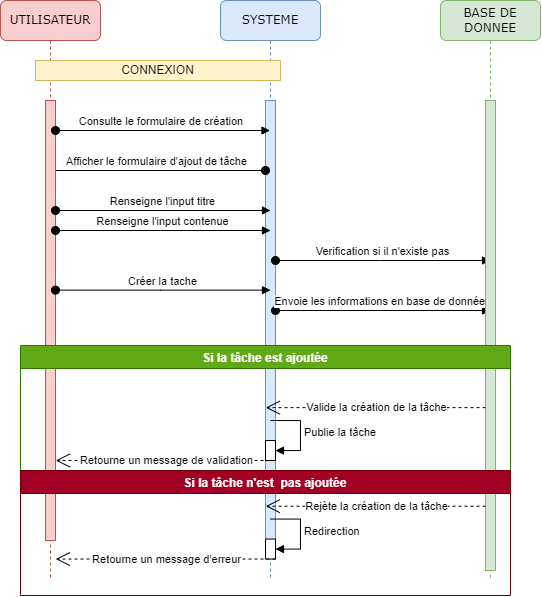 UTILISATEUR
SYSTEME
BASE DE
DONNEE
CONNEXION
Consulte le formulaire de création
Afficher le formulaire d'ajout de tâche
Renseigne l'input titre
Renseigne l'input contenue
Verification si il n'existe pas
Créer la tache
Envoie les informations en base de donnée
Si la tâche est ajoutée
Valide la création de la tâche
Publie la tâche
Retourne un message de validation
Si la tâche n'est pas ajoutée
Rejète la création de la tâche
Redirection
Retourne un message d'erreur